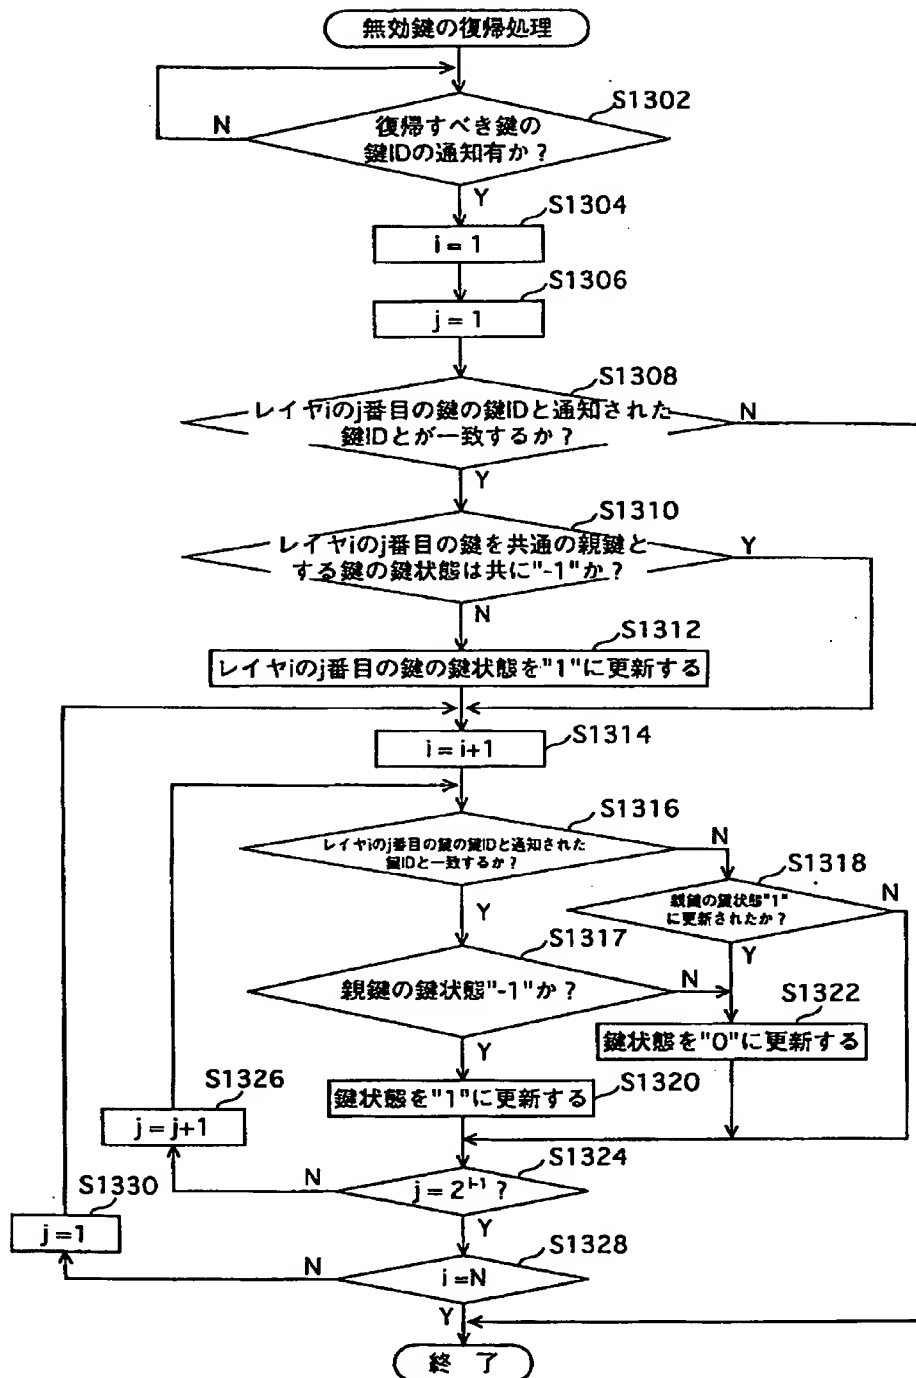 無効鍵の復帰処理
S1302
復帰すべき鍵の
鍵IDの通知有か？
N
Y
S1304
i = 1
S1306
j = 1
S1308
レイヤiのj番目の鍵の鍵IDと通知された
鍵IDとが一致するか？
N
Y
S1310
レイヤiのj番目の鍵を共通の親鍵と
する鍵の鍵状態は共に"-1"か？
Y
N
S1312
レイヤiのj番目の鍵の鍵状態を"1"に更新する
S1314
i = i+1
S1316
レイヤiのj番目の鍵の鍵IDと通知された
鍵IDと一致するか？
N
Y
S1318
親鍵の鍵状態"1"
に更新されたか？
N
Y
S1317
親鍵の鍵状態"-1"か？
N
Y
S1322
鍵状態を"0"に更新する
S1320
鍵状態を"1"に更新する
S1326
j = j+1
S1324
j = 2^{i-1} ?
N
Y
S1330
j=1
S1328
i=N
N
Y
終 了